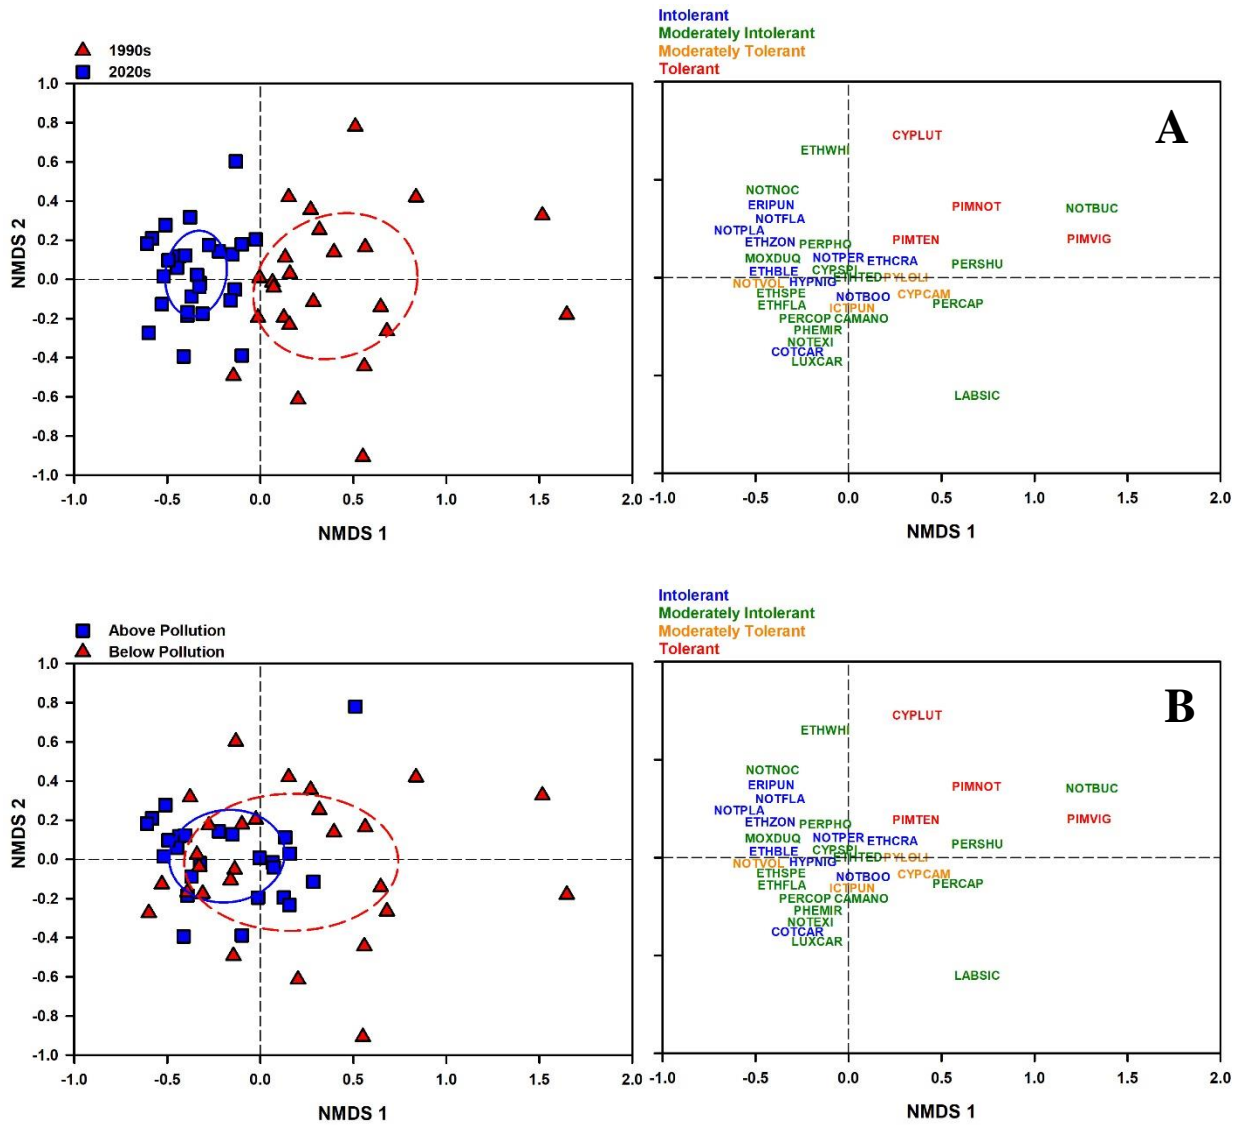 1990s
2020s
1.0
0.8
0.6
0.4
0.2
0.0
-0.2
-0.4
-0.6
-0.8
-1.0
NMDS 2
-1.0 -0.5 0.0 0.5 1.0 1.5 2.0
NMDS 1
Intolerant
Moderately Intolerant
Moderately Tolerant
Tolerant
A
CYPLUT
ETHWHI
NOTNOC
ERIPUN PIMNOT NOTBUC
NOTFLA
NOTPLA
ETHZON PERPHO PIMTEN PIMVIG
MOXDUQ NOTPER ETHCRA PERSHU
ETHBLE CYPSPI
ETHTED PYLOLI
NOTVOL HYPNIG
ETHSPE NOTBOO CYPCAM
ETHFLA ICTPUN PERCAP
PERCOP CAMANO
PHEMIR
NOTEXI
COTCAR
LUXCAR
LABSIC
-1.0 -0.5 0.0 0.5 1.0 1.5 2.0
NMDS 1
Above Pollution
Below Pollution
1.0
0.8
0.6
0.4
0.2
0.0
-0.2
-0.4
-0.6
-0.8
-1.0
NMDS 2
-1.0 -0.5 0.0 0.5 1.0 1.5 2.0
NMDS 1
Intolerant
Moderately Intolerant
Moderately Tolerant
Tolerant
B
CYPLUT
ETHWHI
NOTNOC
ERIPUN PIMNOT NOTBUC
NOTFLA
NOTPLA
ETHZON PERPHO PIMTEN PIMVIG
MOXDUQ NOTPER ETHCRA PERSHU
ETHBLE CYPSPI
ETHTED PYLOLI
NOTVOL HYPNIG
ETHSPE NOTBOO CYPCAM
ETHFLA ICTPUN PERCAP
PERCOP CAMANO
PHEMIR
NOTEXI
COTCAR
LUXCAR
LABSIC
-1.0 -0.5 0.0 0.5 1.0 1.5 2.0
NMDS 1